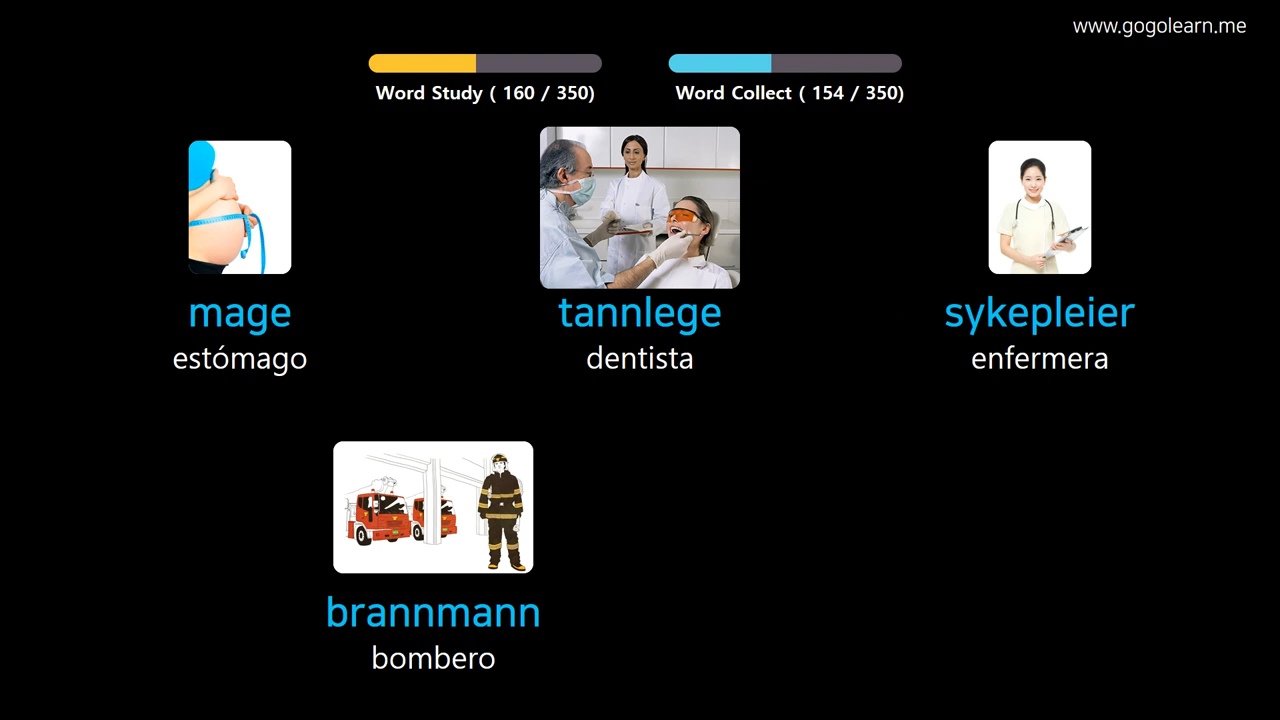 www.gogolearn.me
Word Study ( 160 / 350)
Word Collect ( 154 / 350)
mage
estómago
tannlege
dentista
sykepleier
enfermera
brannmann
bombero